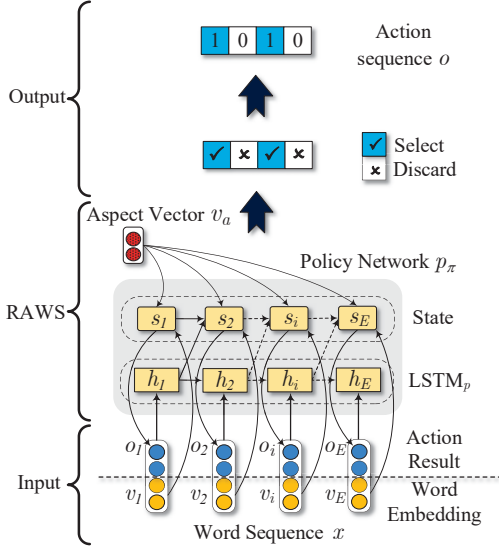 1 0 1 0
Action
sequence o
Output
✓ × ✓ ×
✓ Select
× Discard
Aspect Vector v_a
Policy Network p_π
RAWS
s_1 s_2 s_i s_E
State
h_1 h_2 h_i h_E
LSTM_p
Input
o_1 o_2 o_i o_E
Action
Result
v_1 v_2 v_i v_E
Word
Embedding
Word Sequence x